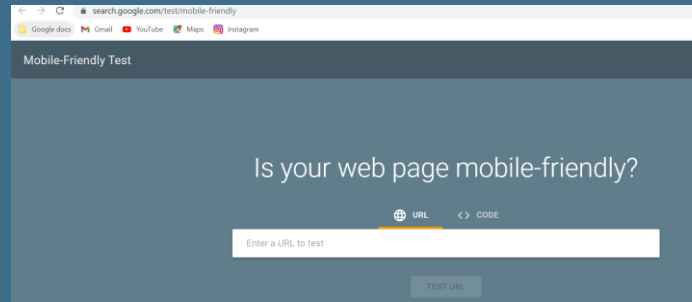 search.google.com/test/mobile-friendly
Google docs Gmail YouTube Maps Instagram
Mobile-Friendly Test
Is your web page mobile-friendly?
URL <> CODE
Enter a URL to test
TEST URL